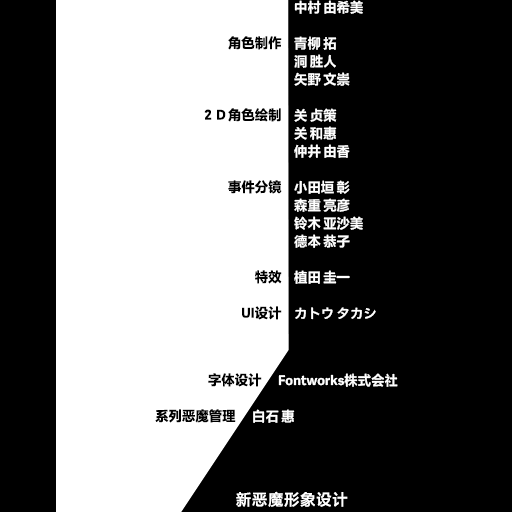 中村 由希美
角色制作 青柳 拓
洞 胜人
矢野 文崇
2 D 角色绘制 关 贞策
关 和惠
仲井 由香
事件分镜 小田垣 彰
森重 亮彦
铃木 亚沙美
德本 恭子
特效 植田 圭一
UI设计 カトウ タカシ
字体设计 Fontworks株式会社
系列恶魔管理 白石 惠
新恶魔形象设计